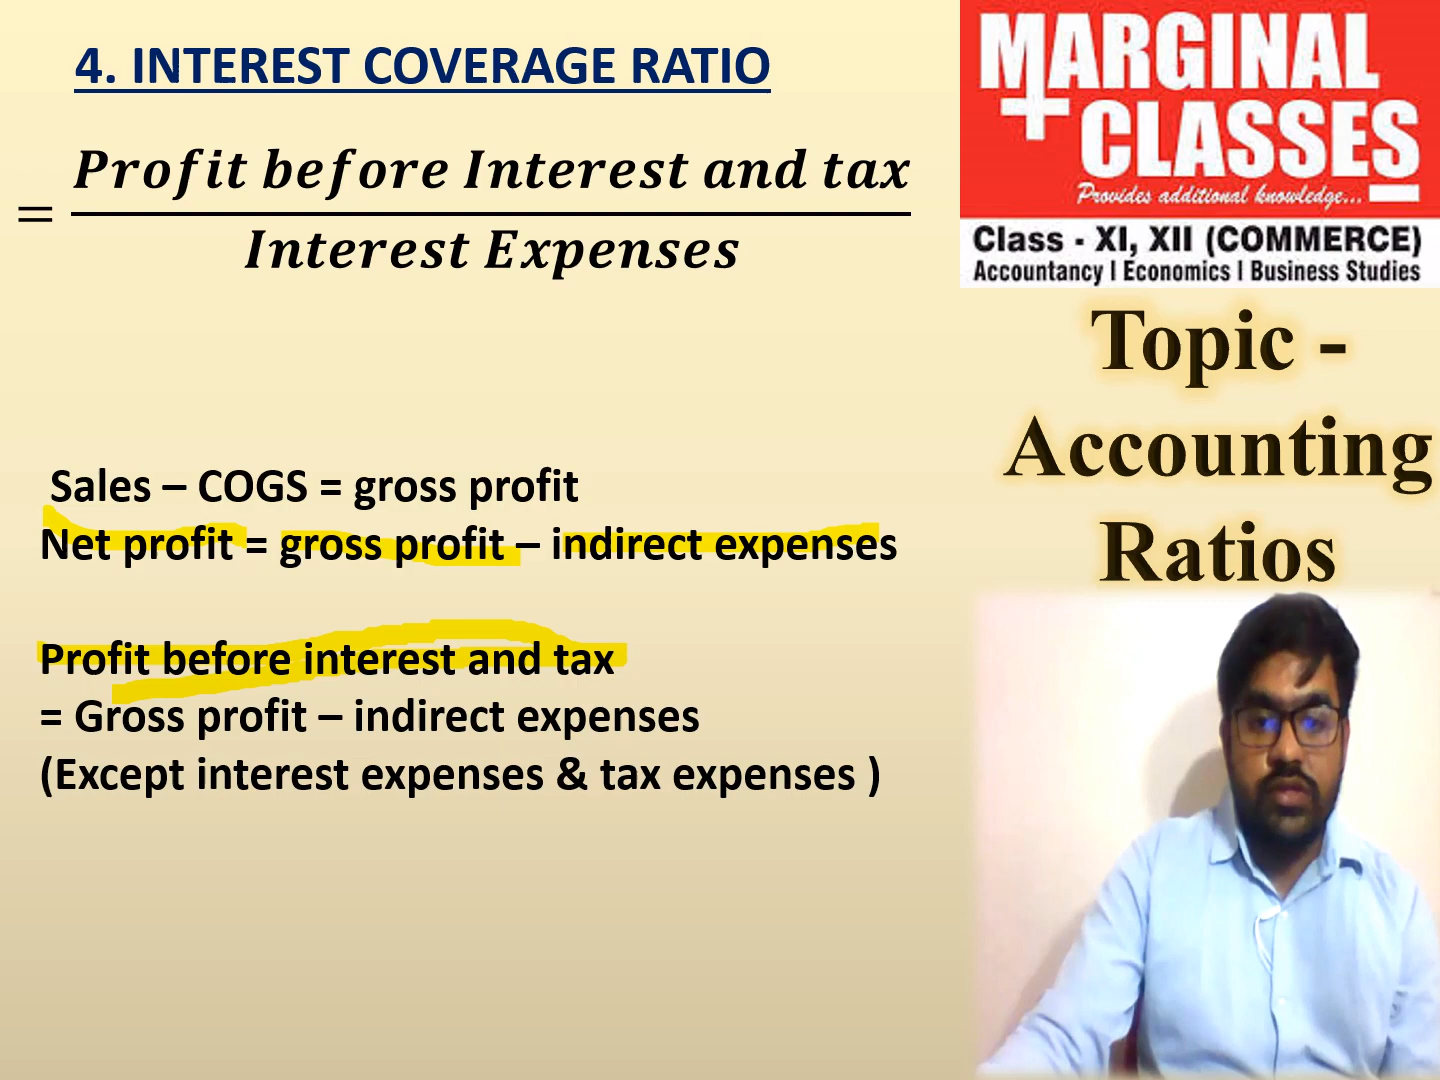 4. INTEREST COVERAGE RATIO
= Profit before Interest and tax
Interest Expenses
Sales – COGS = gross profit
Net profit = gross profit – indirect expenses
Profit before interest and tax
= Gross profit – indirect expenses
(Except interest expenses & tax expenses )
MARGINAL
+ CLASSES
Provides additional knowledge...
Class - XI, XII (COMMERCE)
Accountancy | Economics | Business Studies
Topic -
Accounting
Ratios